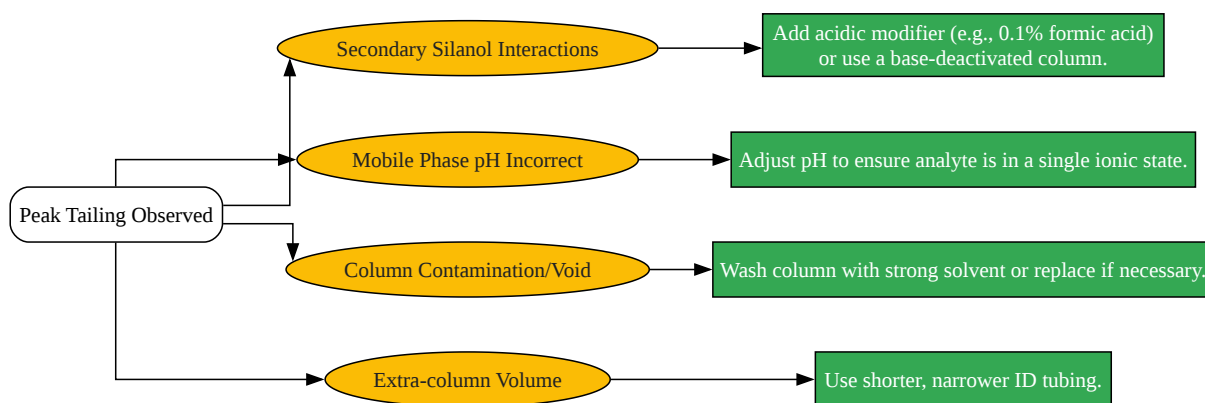 Peak Tailing Observed
Secondary Silanol Interactions
Add acidic modifier (e.g., 0.1% formic acid)
or use a base-deactivated column.
Mobile Phase pH Incorrect
Adjust pH to ensure analyte is in a single ionic state.
Column Contamination/Void
Wash column with strong solvent or replace if necessary.
Extra-column Volume
Use shorter, narrower ID tubing.